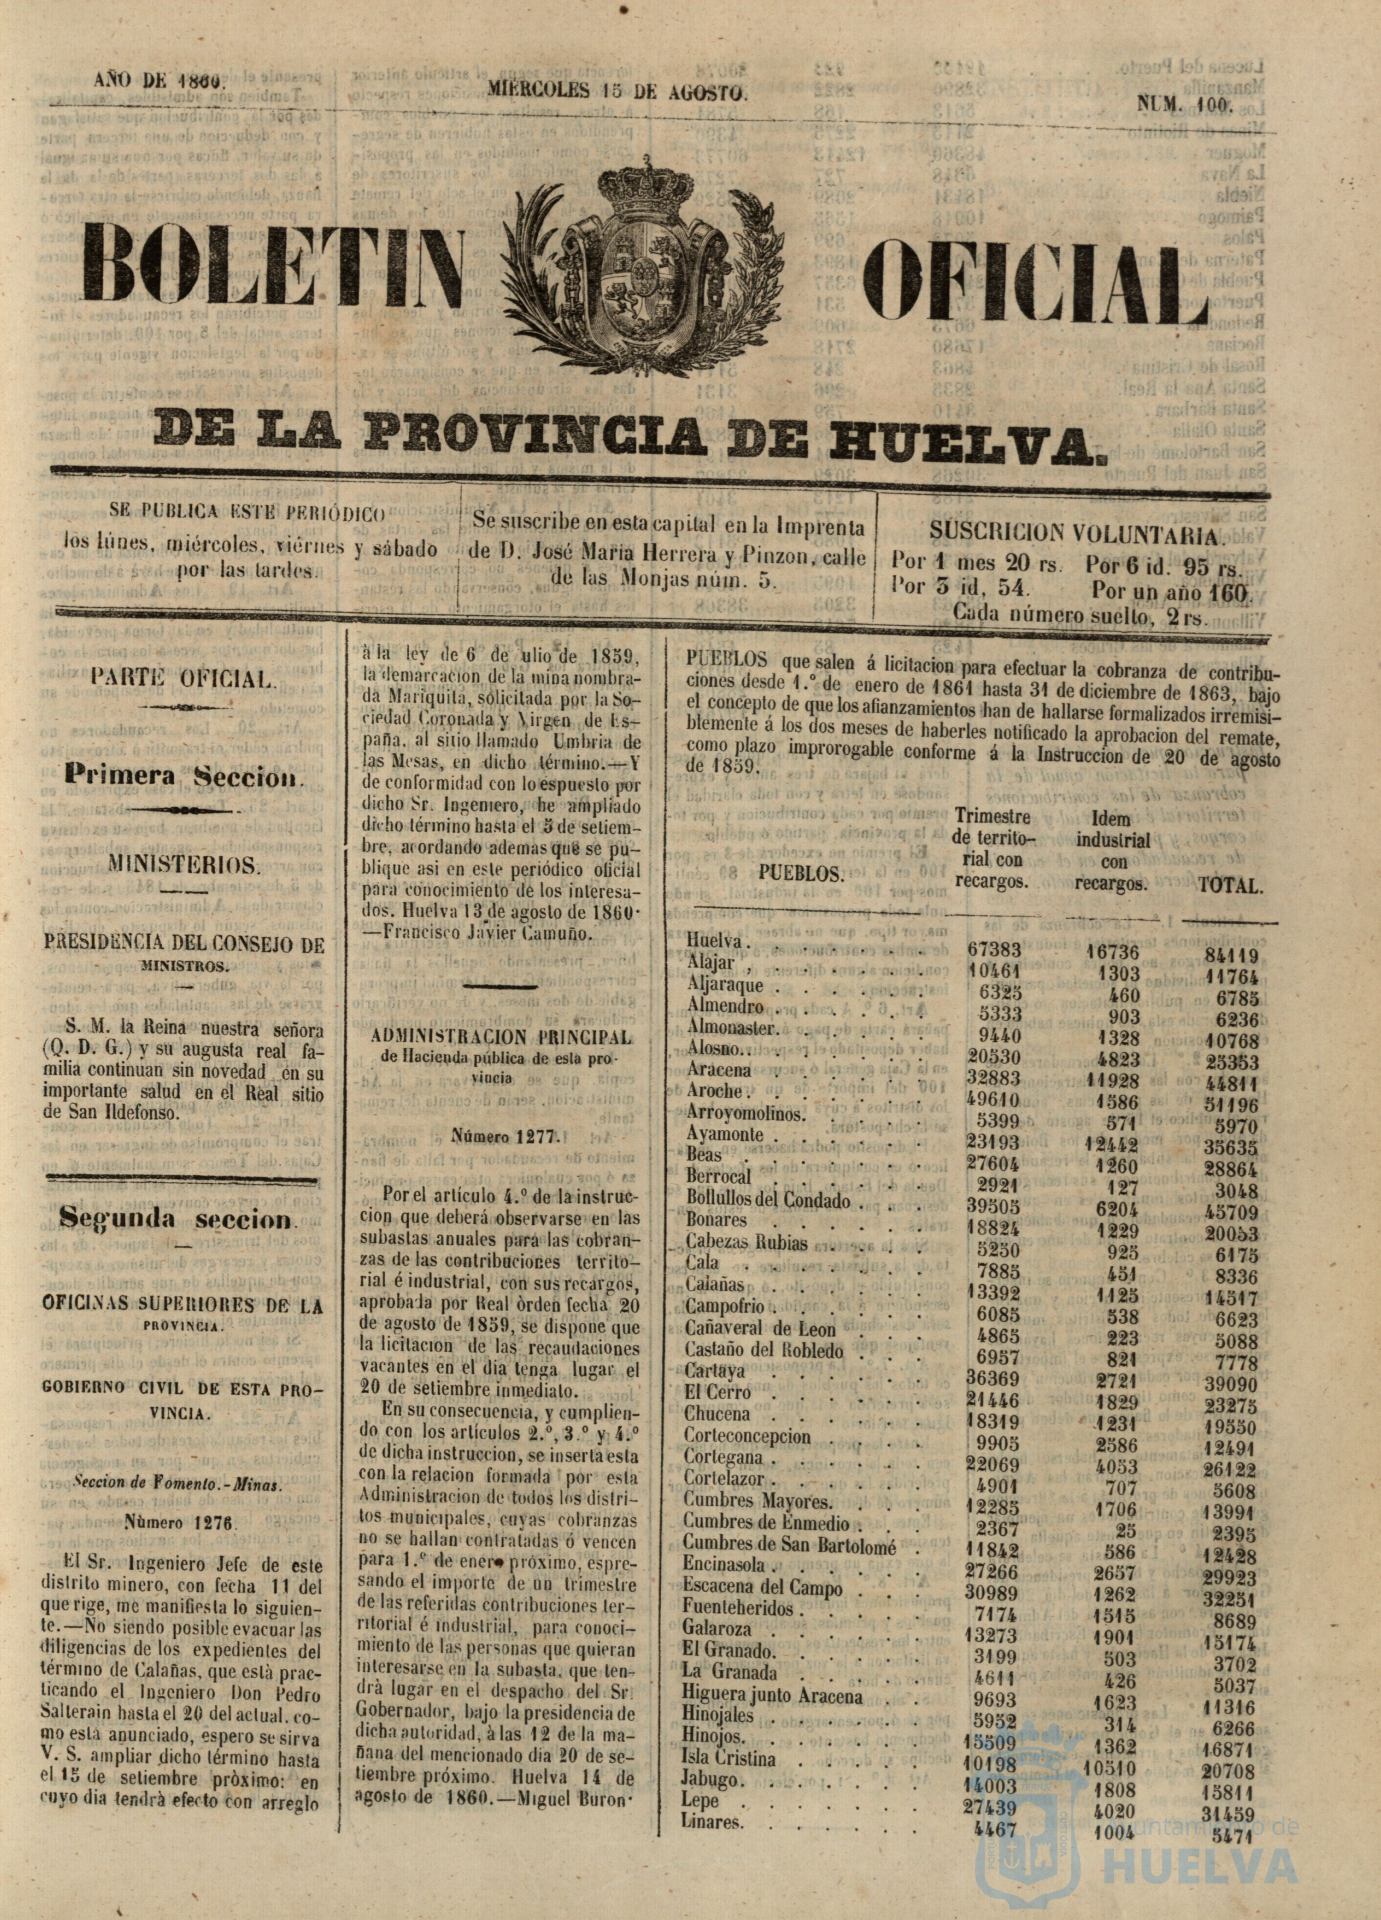 AÑO DE 1860.
MIERCOLES 15 DE AGOSTO.
NUM. 100.
BOLETIN OFICIAL
DE LA PROVINCIA DE HUELVA.
SE PUBLICA ESTE PERIÓDICO
los lúnes, miércoles, viérnes y sábado
por las tardes.
Se suscribe en esta capital en la Imprenta
de D. José Maria Herrera y Pinzon, calle
de las Monjas núm. 5.
SUSCRICION VOLUNTARIA.
Por 1 mes 20 rs. Por 6 id. 95 rs.
Por 3 id, 54. Por un año 160.
Cada número suelto, 2 rs.
PARTE OFICIAL.
Primera Seccion.
MINISTERIOS.
PRESIDENCIA DEL CONSEJO DE
MINISTROS.
S. M. la Reina nuestra señora
(Q. D. G.) y su augusta real fa-
milia continuan sin novedad en su
importante salud en el Real sitio
de San Ildefonso.
Segunda seccion.
OFICINAS SUPERIORES DE LA
PROVINCIA.
GOBIERNO CIVIL DE ESTA PRO-
VINCIA.
Seccion de Fomento.-Minas.
Número 1276.
El Sr. Ingeniero Jefe de este
distrito minero, con fecha 11 del
que rige, me manifiesta lo siguien-
te.—No siendo posible evacuar las
diligencias de los expedientes del
término de Calañas, que està prac-
ticando el Ingeniero Don Pedro
Salterain hasta el 20 del actual, co-
mo está anunciado, espero se sirva
V. S. ampliar dicho término hasta
el 15 de setiembre pròximo: en
cuyo dia tendrà efecto con arreglo
à la ley de 6 de ulio de 1859,
la demarcacion de la mina nombra-
da Mariquita, solicitada por la So-
ciedad Coronada y Virgen de Es-
paña, al sitio llamado Umbria de
las Mesas, en dicho término.—Y
de conformidad con lo espuesto por
dicho Sr. Ingeniero, he ampliado
dicho término hasta el 5 de setiem-
bre, acordando ademas que se pu-
blique asi en este periódico oficial
para conocimiento de los interesa-
dos. Huelva 13 de agosto de 1860.
—Francisco Javier Camuño.
ADMINISTRACION PRINCIPAL
de Hacienda pública de esta pro-
vincia
Número 1277.
Por el artículo 4.º de la instruc-
cion que deberá observarse en las
subastas anuales para las cobran-
zas de las contribuciones territo-
rial é industrial, con sus recargos,
aprobada por Real òrden fecha 20
de agosto de 1859, se dispone que
la licitacion de las recaudaciones
vacantes en el dia tenga lugar el
20 de setiembre inmediato.
En su consecuencia, y cumplien-
do con los artículos 2.º, 3.º y 4.º
de dicha instruccion, se inserta esta
con la relacion formada por esta
Administracion de todos los distri-
tos municipales, cuyas cobranzas
no se hallan contratadas ó vencen
para 1.º de enero próximo, espre-
sando el importe de un trimestre
de las referidas contribuciones ter-
ritorial é industrial, para conoci-
miento de las personas que quieran
interesarse en la subasta, que ten-
drà lugar en el despacho del Sr.
Gobernador, bajo la presidencia de
dicha autoridad, à las 12 de la ma-
ñana del mencionado dia 20 de se-
tiembre próximo. Huelva 14 de
agosto de 1860.—Miguel Buron.
PUEBLOS que salen á licitacion para efectuar la cobranza de contribu-
ciones desde 1.º de enero de 1861 hasta 31 de diciembre de 1863, bajo
el concepto de que los afianzamientos han de hallarse formalizados irremisi-
blemente á los dos meses de haberles notificado la aprobacion del remate,
como plazo improrogable conforme á la Instruccion de 20 de agosto
de 1859.
PUEBLOS. Trimestre de territo-rial con recargos. Idem industrial con recargos. TOTAL.
Huelva. 67383 16736 84119
Alajar 10461 1303 11764
Aljaraque 6325 460 6785
Almendro 5333 903 6236
Almonaster. 9440 1328 10768
Alosno. 20530 4823 25353
Aracena 32883 11928 44811
Aroche. 49610 1586 51196
Arroyomolinos. 5399 571 5970
Ayamonte 23193 12442 35635
Beas 27604 1260 28864
Berrocal 2921 127 3048
Bollullos del Condado 39505 6204 45709
Bonares 18824 1229 20053
Cabezas Rubias 5250 925 6175
Cala 7885 451 8336
Calañas 13392 1125 14517
Campofrio 6085 538 6623
Cañaveral de Leon 4865 223 5088
Castaño del Robledo 6957 821 7778
Cartaya 36369 2721 39090
El Cerro 21446 1829 23275
Chucena 18319 1231 19550
Corteconcepcion 9905 2586 12491
Cortegana 22069 4053 26122
Cortelazor 4901 707 5608
Cumbres Mayores. 12285 1706 13991
Cumbres de Enmedio 2367 25 2395
Cumbres de San Bartolomé 11842 586 12428
Encinasola 27266 2657 29923
Escacena del Campo 30989 1262 32251
Fuenteheridos 7174 1515 8689
Galaroza 13273 1901 15174
El Granado. 3199 503 3702
La Granada 4611 426 5037
Higuera junto Aracena 9693 1623 11316
Hinojales 5952 314 6266
Hinojos. 15509 1362 16871
Isla Cristina 10198 10510 20708
Jabugo. 14003 1808 15811
Lepe 27439 4020 31459
Linares. 4467 1004 5471
Ayuntamiento de
HUELVA